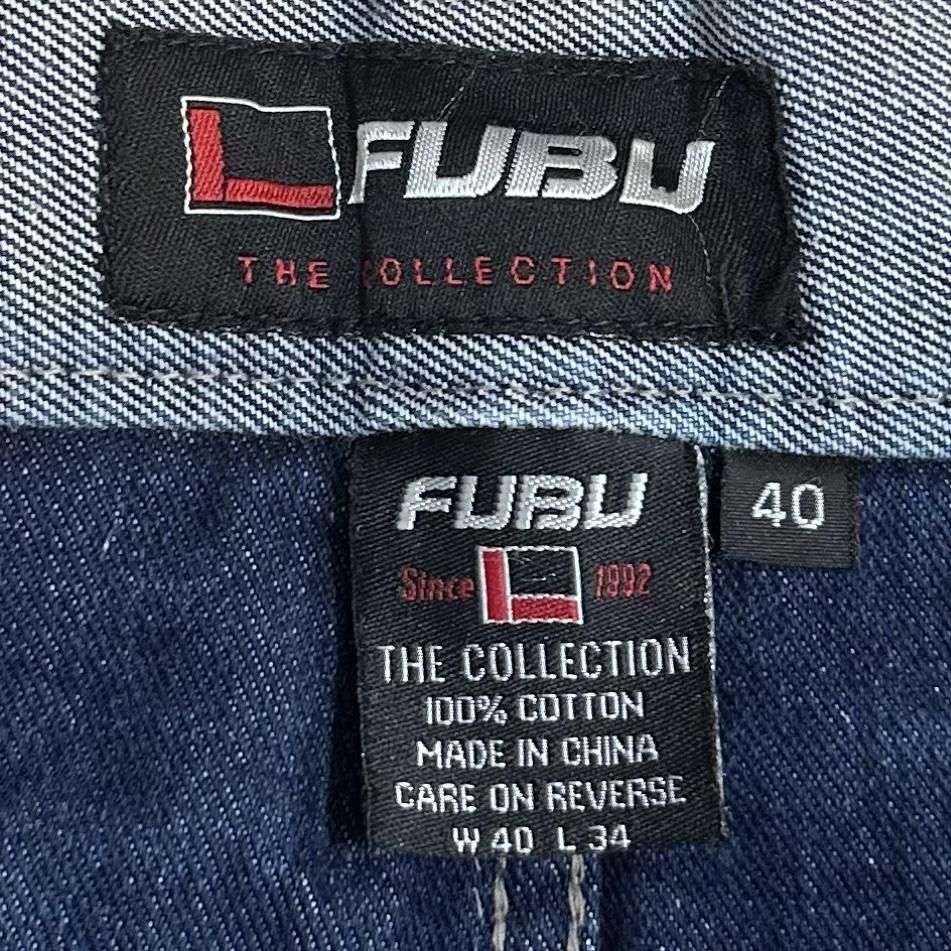 FUBU
THE COLLECTION
FUBU
40
Since 1992
THE COLLECTION
100% COTTON
MADE IN CHINA
CARE ON REVERSE
W 40 L 34